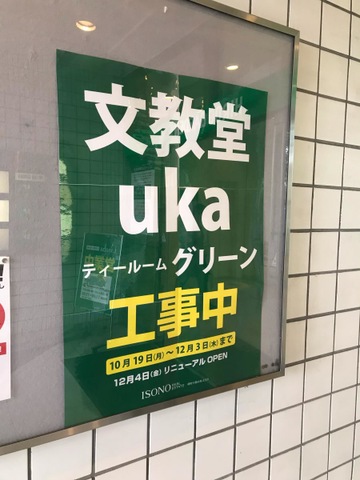 文教堂
uka
ティールーム グリーン
工事中
10月19日(月)～12月3日(木)まで
12月4日(金)リニューアルOPEN
ISONO